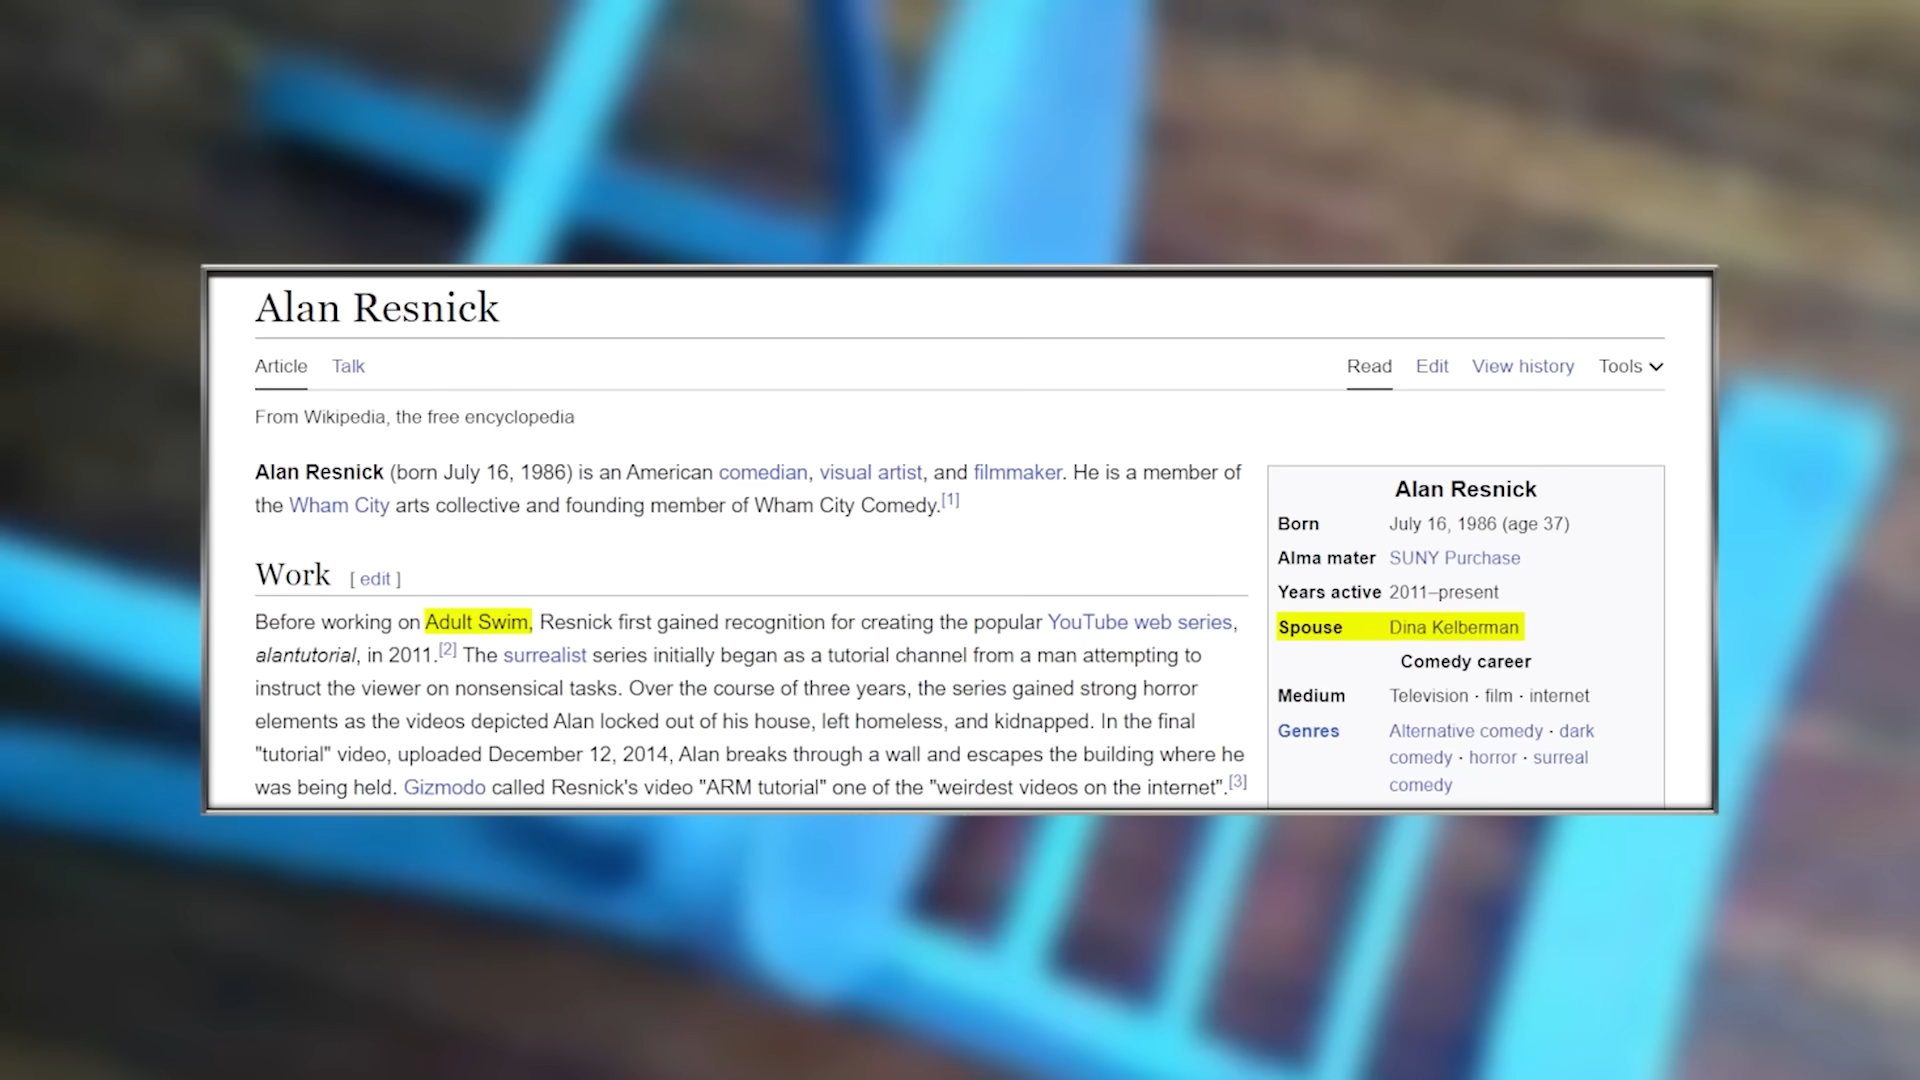 Alan Resnick
Article Talk Read Edit View history Tools
From Wikipedia, the free encyclopedia
Alan Resnick (born July 16, 1986) is an American comedian, visual artist, and filmmaker. He is a member of
the Wham City arts collective and founding member of Wham City Comedy.[1]
Work [ edit ]
Before working on Adult Swim, Resnick first gained recognition for creating the popular YouTube web series,
alantutorial, in 2011.[2] The surrealist series initially began as a tutorial channel from a man attempting to
instruct the viewer on nonsensical tasks. Over the course of three years, the series gained strong horror
elements as the videos depicted Alan locked out of his house, left homeless, and kidnapped. In the final
"tutorial" video, uploaded December 12, 2014, Alan breaks through a wall and escapes the building where he
was being held. Gizmodo called Resnick's video "ARM tutorial" one of the "weirdest videos on the internet".[3]
Alan Resnick
Born July 16, 1986 (age 37)
Alma mater SUNY Purchase
Years active 2011–present
Spouse Dina Kelberman
Comedy career
Medium Television · film · internet
Genres Alternative comedy · dark
comedy · horror · surreal
comedy